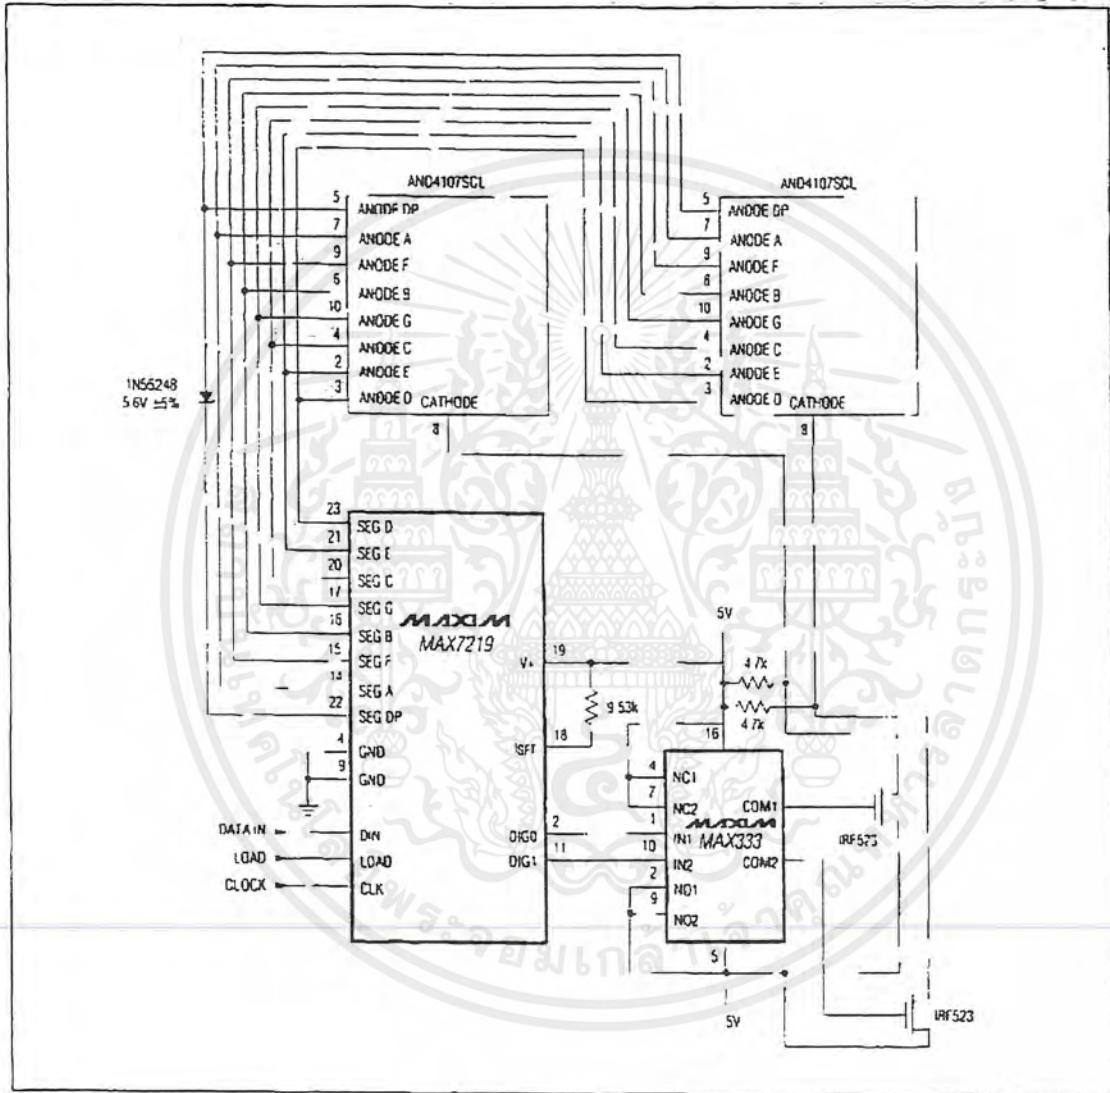 AND4107SCL
5 ANODE DP
7 ANODE A
9 ANODE F
6 ANODE B
10 ANODE G
4 ANODE C
2 ANODE E
3 ANODE D
CATHODE
8
AND4107SCL
5 ANODE DP
7 ANODE A
9 ANODE F
6 ANODE B
10 ANODE G
4 ANODE C
2 ANODE E
3 ANODE D
CATHODE
8
1N5524B
5.6V ±5%
23 SEG D
21 SEG E
20 SEG C
17 SEG G
16 SEG B
15 SEG F
14 SEG A
22 SEG DP
4 GND
9 GND
DATA IN DIN
LOAD LOAD
CLOCK CLK
MAXIM
MAX7219
V+ 19
9.53k
ISET 18
DIG0 2
DIG1 11
5V
4.7k
4.7k
16
4 NC1
7 NC2
1 IN1
10 IN2
2 NO1
9 NO2
COM1
MAXIM
MAX333
COM2
5
5V
IRF523
IRF523